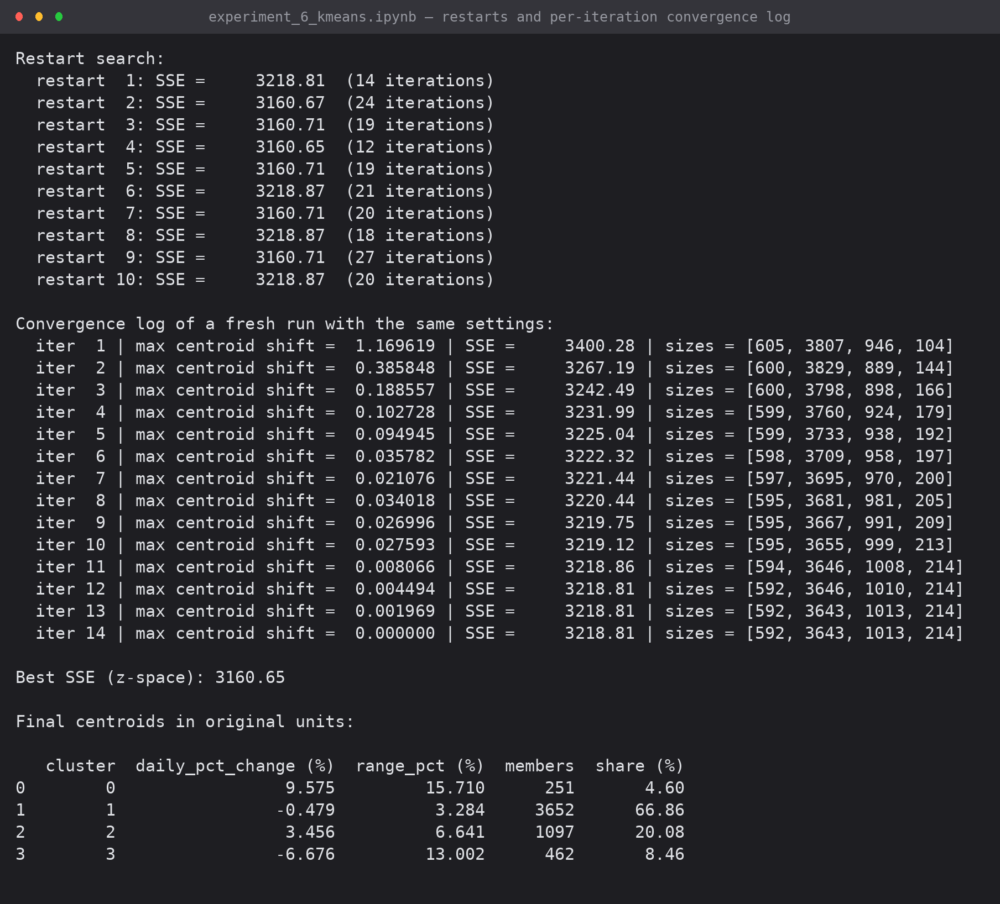 experiment_6_kmeans.ipynb — restarts and per-iteration convergence log
Restart search:
  restart  1: SSE =     3218.81  (14 iterations)
  restart  2: SSE =     3160.67  (24 iterations)
  restart  3: SSE =     3160.71  (19 iterations)
  restart  4: SSE =     3160.65  (12 iterations)
  restart  5: SSE =     3160.71  (19 iterations)
  restart  6: SSE =     3218.87  (21 iterations)
  restart  7: SSE =     3160.71  (20 iterations)
  restart  8: SSE =     3218.87  (18 iterations)
  restart  9: SSE =     3160.71  (27 iterations)
  restart 10: SSE =     3218.87  (20 iterations)
Convergence log of a fresh run with the same settings:
  iter  1 | max centroid shift =  1.169619 | SSE =     3400.28 | sizes = [605, 3807, 946, 104]
  iter  2 | max centroid shift =  0.385848 | SSE =     3267.19 | sizes = [600, 3829, 889, 144]
  iter  3 | max centroid shift =  0.188557 | SSE =     3242.49 | sizes = [600, 3798, 898, 166]
  iter  4 | max centroid shift =  0.102728 | SSE =     3231.99 | sizes = [599, 3760, 924, 179]
  iter  5 | max centroid shift =  0.094945 | SSE =     3225.04 | sizes = [599, 3733, 938, 192]
  iter  6 | max centroid shift =  0.035782 | SSE =     3222.32 | sizes = [598, 3709, 958, 197]
  iter  7 | max centroid shift =  0.021076 | SSE =     3221.44 | sizes = [597, 3695, 970, 200]
  iter  8 | max centroid shift =  0.034018 | SSE =     3220.44 | sizes = [595, 3681, 981, 205]
  iter  9 | max centroid shift =  0.026996 | SSE =     3219.75 | sizes = [595, 3667, 991, 209]
  iter 10 | max centroid shift =  0.027593 | SSE =     3219.12 | sizes = [595, 3655, 999, 213]
  iter 11 | max centroid shift =  0.008066 | SSE =     3218.86 | sizes = [594, 3646, 1008, 214]
  iter 12 | max centroid shift =  0.004494 | SSE =     3218.81 | sizes = [592, 3646, 1010, 214]
  iter 13 | max centroid shift =  0.001969 | SSE =     3218.81 | sizes = [592, 3643, 1013, 214]
  iter 14 | max centroid shift =  0.000000 | SSE =     3218.81 | sizes = [592, 3643, 1013, 214]
Best SSE (z-space): 3160.65
Final centroids in original units:
   cluster  daily_pct_change (%)  range_pct (%)  members  share (%)
0        0                 9.575         15.710      251       4.60
1        1                -0.479          3.284     3652      66.86
2        2                 3.456          6.641     1097      20.08
3        3                -6.676         13.002      462       8.46